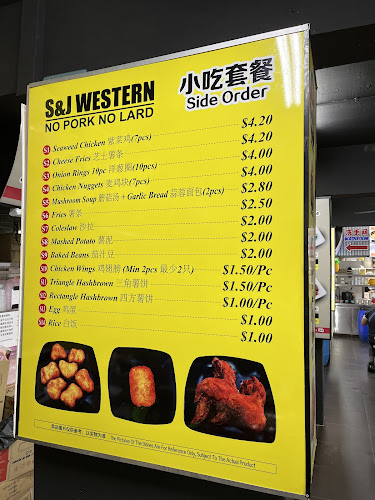 S&J WESTERN
NO PORK NO LARD
小吃套餐
Side Order
S1 Seaweed Chicken 紫菜鸡(7pcs) $4.20
S2 Cheese Fries 芝士薯条 $4.20
S3 Onion Rings 10pc 洋葱圈(10pcs) $4.00
S4 Chicken Nuggets 麦鸡块(7pcs) $4.00
S5 Mushroom Soup 蘑菇汤 + Garlic Bread 蒜蓉面包(2pcs) $2.80
S6 Fries 薯条 $2.50
S7 Coleslaw 沙拉 $2.00
S8 Mashed Potato 薯泥 $2.00
S9 Baked Beans 茄汁豆 $2.00
Chicken Wings 鸡翅膀 (Min 2pcs 最少2只) $1.50/Pc
Triangle Hashbrown 三角薯饼 $1.50/Pc
Rectangle Hashbrown 四方薯饼 $1.00/Pc
Egg 鸡蛋 $1.00
Rice 白饭 $1.00
The Pictures Of The Dishes Are For Reference Only, Subject To The Actual Product
洗手间